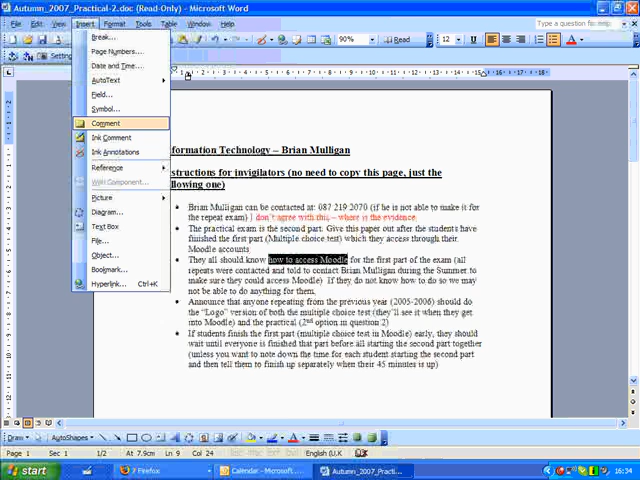 Autumn_2007_Practical-2.doc (Read-Only) - Microsoft Word
File Edit View Insert Format Tools Table Window Help
Type a question for help
90% Read 12
Break...
Page Numbers...
Date and Time...
AutoText
Field...
Symbol...
Comment
Ink Comment
Ink Annotations
Reference
Web Component...
Picture
Diagram...
Text Box
File...
Object...
Bookmark...
Hyperlink... Ctrl+K
formation Technology – Brian Mulligan
structions for invigilators (no need to copy this page, just the
llowing one)
Brian Mulligan can be contacted at: 087 219 2070 (if he is not able to make it for
the repeat exam) I don't agree with this – where is the evidence.
The practical exam is the second part. Give this paper out after the students have
finished the first part (Multiple choice test) which they access through their
Moodle accounts
They all should know how to access Moodle for the first part of the exam (all
repeats were contacted and told to contact Brian Mulligan during the Summer to
make sure they could access Moodle) If they do not know how to do so we may
not be able to do anything for them.
Announce that anyone repeating from the previous year (2005-2006) should do
the "Logo" version of both the multiple choice test (they'll see it when they get
into Moodle) and the practical (2nd option in question 2)
If students finish the first part (multiple choice test in Moodle) early, they should
wait until everyone is finished that part before all starting the second part together
(unless you want to note down the time for each student starting the second part
and then tell them to finish up separately when their 45 minutes is up)
Draw AutoShapes
Page 1 Sec 1 1/2 At 7.9cm Ln 9 Col 24 REC TRK EXT OVR English (U.K
start 7 Firefox Calendar - Microsoft ... Autumn_2007_Practi... 16:34